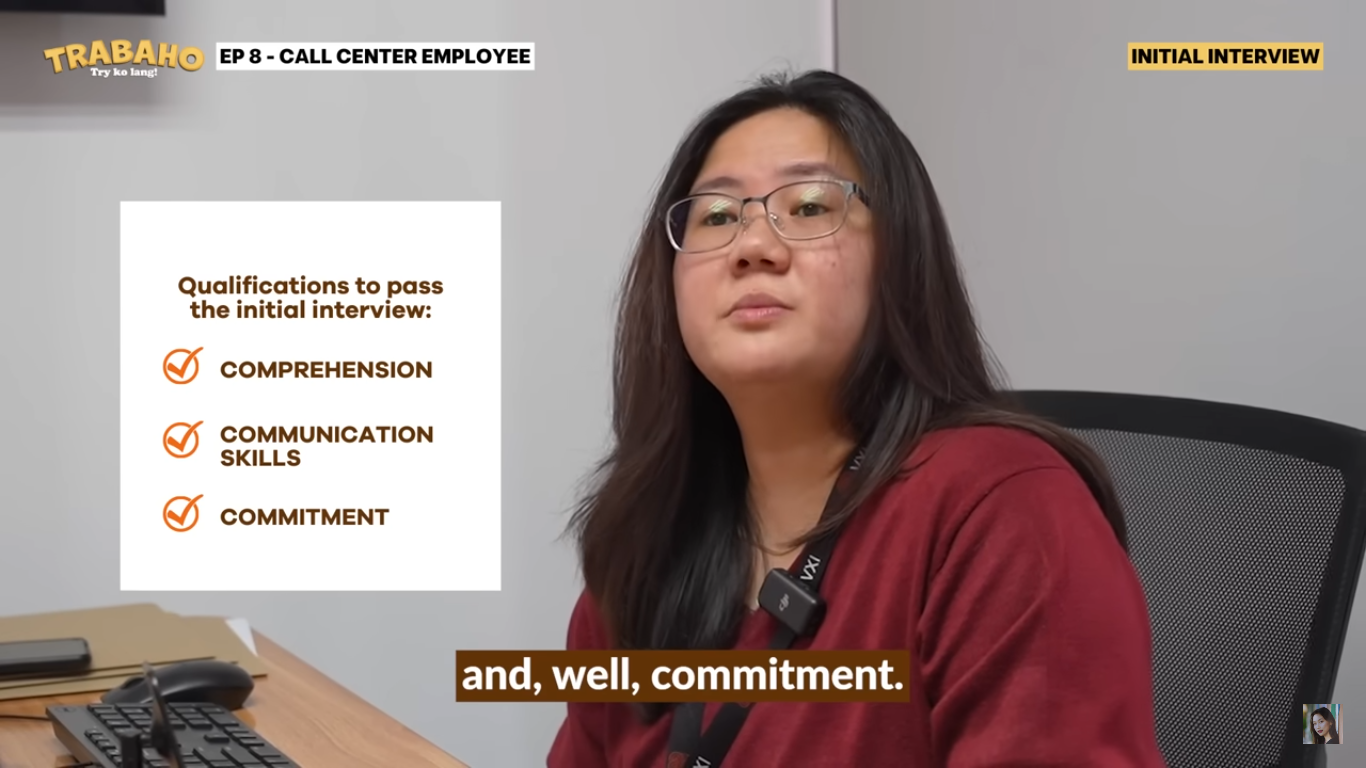 TRABAHO
Try ko lang!
EP 8 - CALL CENTER EMPLOYEE
INITIAL INTERVIEW
Qualifications to pass
the initial interview:
COMPREHENSION
COMMUNICATION
SKILLS
COMMITMENT
VXI
dji
and, well, commitment.